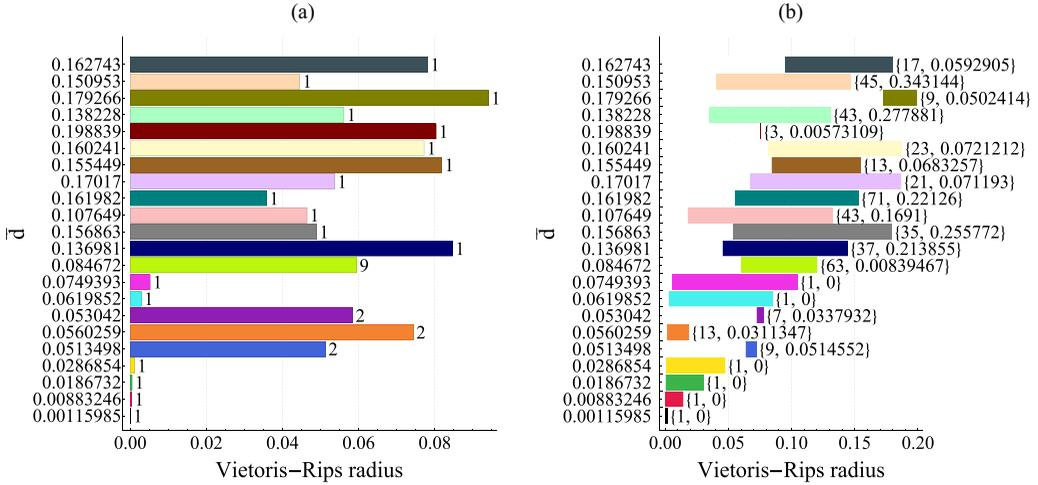 (a)
(b)
0.162743 1
0.150953 1
0.179266 1
0.138228 1
0.198839 1
0.160241 1
0.155449 1
0.17017 1
0.161982 1
0.107649 1
0.156863 1
0.136981 1
0.084672 9
0.0749393 1
0.0619852 1
0.053042 2
0.0560259 2
0.0513498 2
0.0286854 1
0.0186732 1
0.00883246 1
0.00115985 1
d̅
0.00 0.02 0.04 0.06 0.08
Vietoris−Rips radius
0.162743 {17, 0.0592905}
0.150953 {45, 0.343144}
0.179266 {9, 0.0502414}
0.138228 {43, 0.277881}
0.198839 {3, 0.00573109}
0.160241 {23, 0.0721212}
0.155449 {13, 0.0683257}
0.17017 {21, 0.071193}
0.161982 {71, 0.22126}
0.107649 {43, 0.1691}
0.156863 {35, 0.255772}
0.136981 {37, 0.213855}
0.084672 {63, 0.00839467}
0.0749393 {1, 0}
0.0619852 {1, 0}
0.053042 {7, 0.0337932}
0.0560259 {13, 0.0311347}
0.0513498 {9, 0.0514552}
0.0286854 {1, 0}
0.0186732 {1, 0}
0.00883246 {1, 0}
0.00115985 {1, 0}
d̅
0.00 0.05 0.10 0.15 0.20
Vietoris−Rips radius